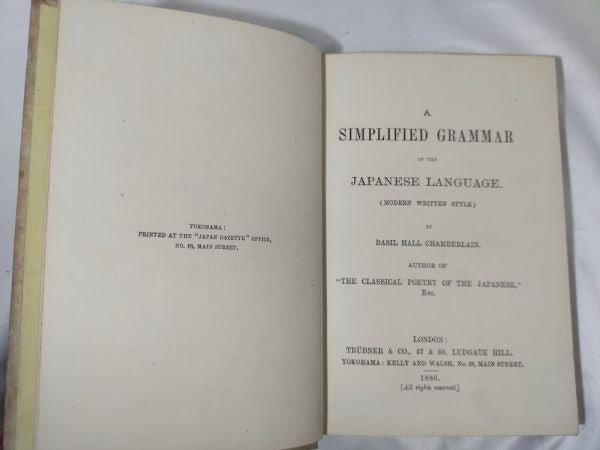 YOKOHAMA:
PRINTED AT THE "JAPAN GAZETTE" OFFICE,
NO. 70, MAIN STREET.
A
SIMPLIFIED GRAMMAR
OF THE
JAPANESE LANGUAGE.
(MODERN WRITTEN STYLE)
BY
BASIL HALL CHAMBERLAIN.
AUTHOR OF
"THE CLASSICAL POETRY OF THE JAPANESE,"
ETC.
LONDON:
TRÜBNER & CO., 57 & 59, LUDGATE HILL.
YOKOHAMA: KELLY AND WALSH, No. 28, MAIN STREET.
1886.
[All rights reserved.]